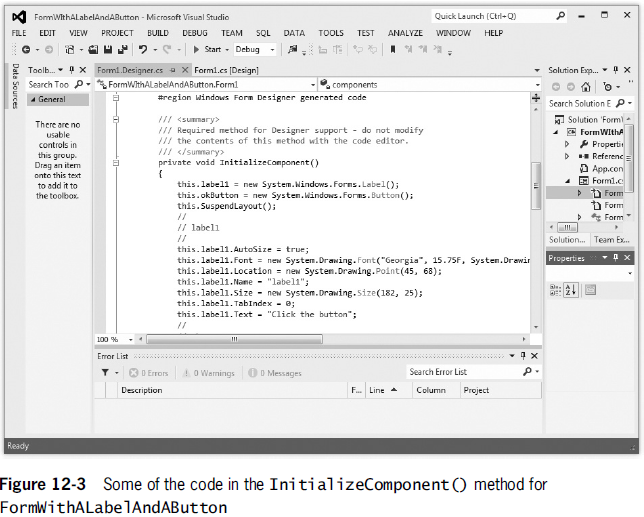 FormWithALabelAndAButton - Microsoft Visual Studio
Quick Launch (Ctrl+Q)
FILE EDIT VIEW PROJECT BUILD DEBUG TEAM SQL DATA TOOLS TEST ANALYZE WINDOW HELP
Start Debug
Data Sources
Toolb...
Search Too
General
There are no
usable
controls in
this group.
Drag an item
onto this text
to add it to
the toolbox.
Form1.Designer.cs
Form1.cs [Design]
FormWIthALabelAndAButton.Form1
components
#region Windows Form Designer generated code
/// <summary>
/// Required method for Designer support - do not modify
/// the contents of this method with the code editor.
/// </summary>
private void InitializeComponent()
{
this.label1 = new System.Windows.Forms.Label();
this.okButton = new System.Windows.Forms.Button();
this.SuspendLayout();
//
// label1
//
this.label1.AutoSize = true;
this.label1.Font = new System.Drawing.Font("Georgia", 15.75F, System.Drawin
this.label1.Location = new System.Drawing.Point(45, 68);
this.label1.Name = "label1";
this.label1.Size = new System.Drawing.Size(182, 25);
this.label1.TabIndex = 0;
this.label1.Text = "Click the button";
//
100 %
Error List
0 Errors 0 Warnings 0 Messages
Search Error List
Description F... Line Column Project
Solution Exp...
Search Solution E
Solution 'Form
FormWIthA
Properti
Referenc
App.con
Form1.cs
Form
Form
Form
Solution... Team Ex...
Properties
Ready
Figure 12-3 Some of the code in the InitializeComponent() method for
FormWithALabelAndAButton